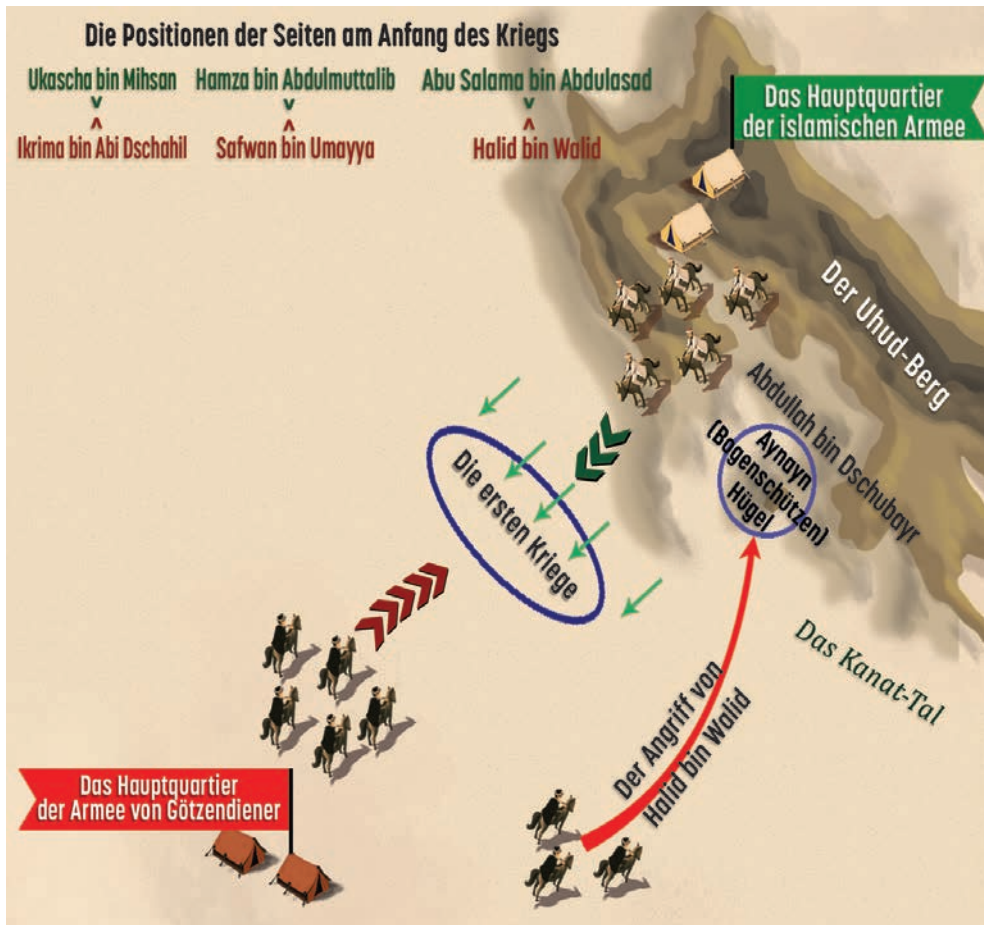 Die Positionen der Seiten am Anfang des Kriegs
Ukascha bin Mihsan
Hamza bin Abdulmuttalib
Abu Salama bin Abdulasad
Ikrima bin Abi Dschahil
Safwan bin Umayya
Halid bin Walid
Das Hauptquartier
der islamischen Armee
Der Uhud-Berg
Abdullah bin Dschubayr
Aynayn
(Bogenschützen)
Hügel
Die ersten Kriege
Das Kanat-Tal
Der Angriff von
Halid bin Walid
Das Hauptquartier
der Armee von Götzendiener